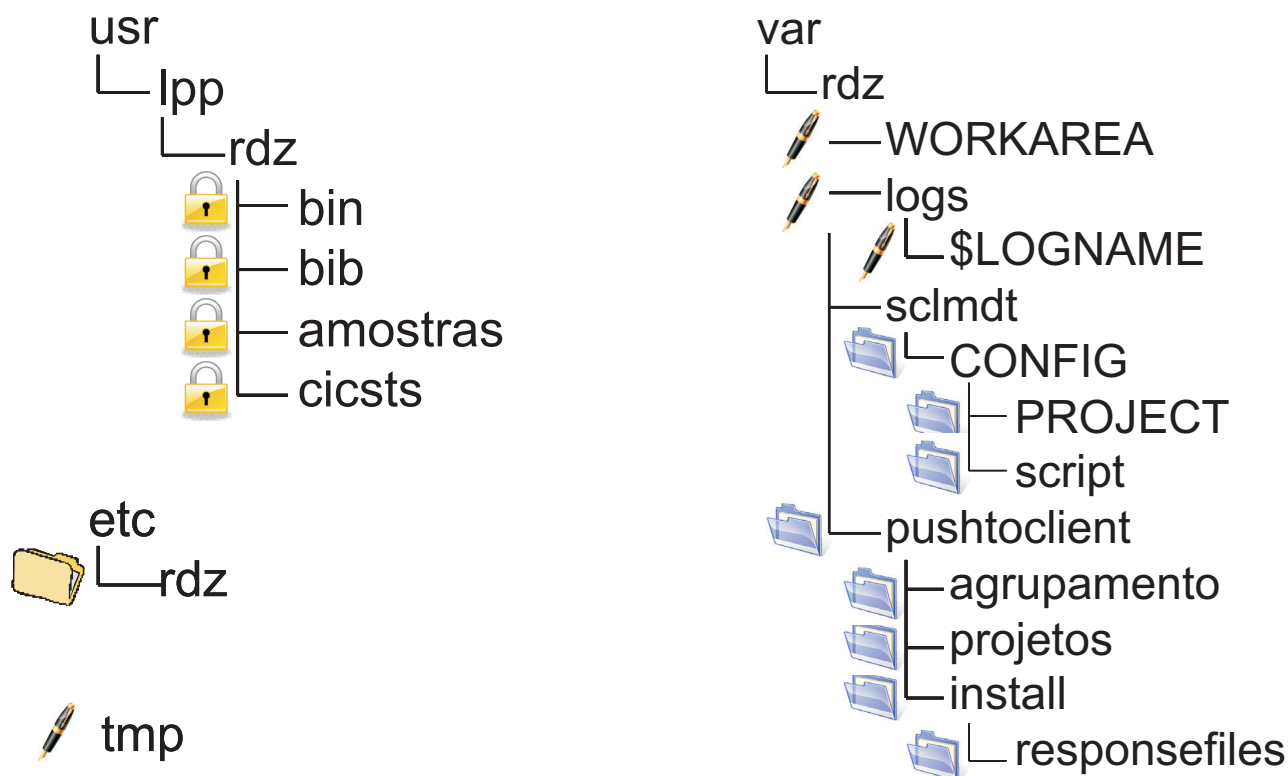 usr
lpp
rdz
bin
bib
amostras
cicsts
etc
rdz
tmp
var
rdz
WORKAREA
logs
$LOGNAME
sclmdt
CONFIG
PROJECT
script
pushtoclient
agrupamento
projetos
install
responsefiles